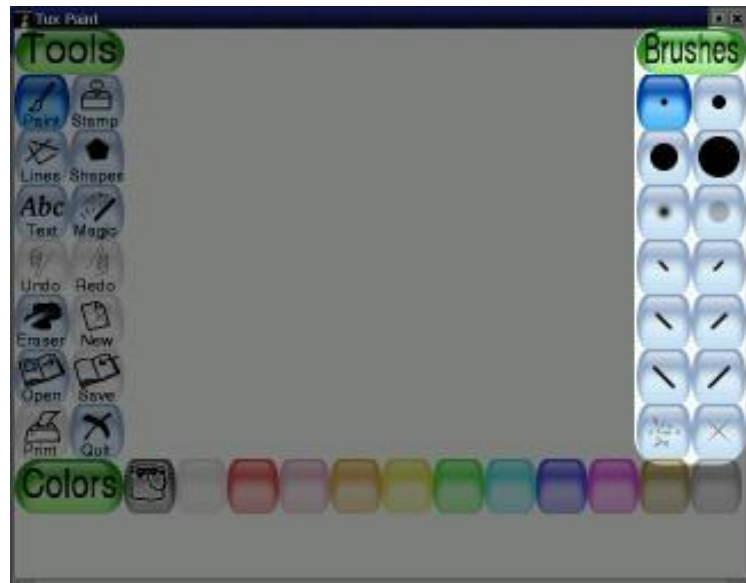 Tux Paint
Tools
Brushes
Paint Stamp
Lines Shapes
Abc
Text Magic
Undo Redo
Eraser New
Open Save
Print Quit
Colors